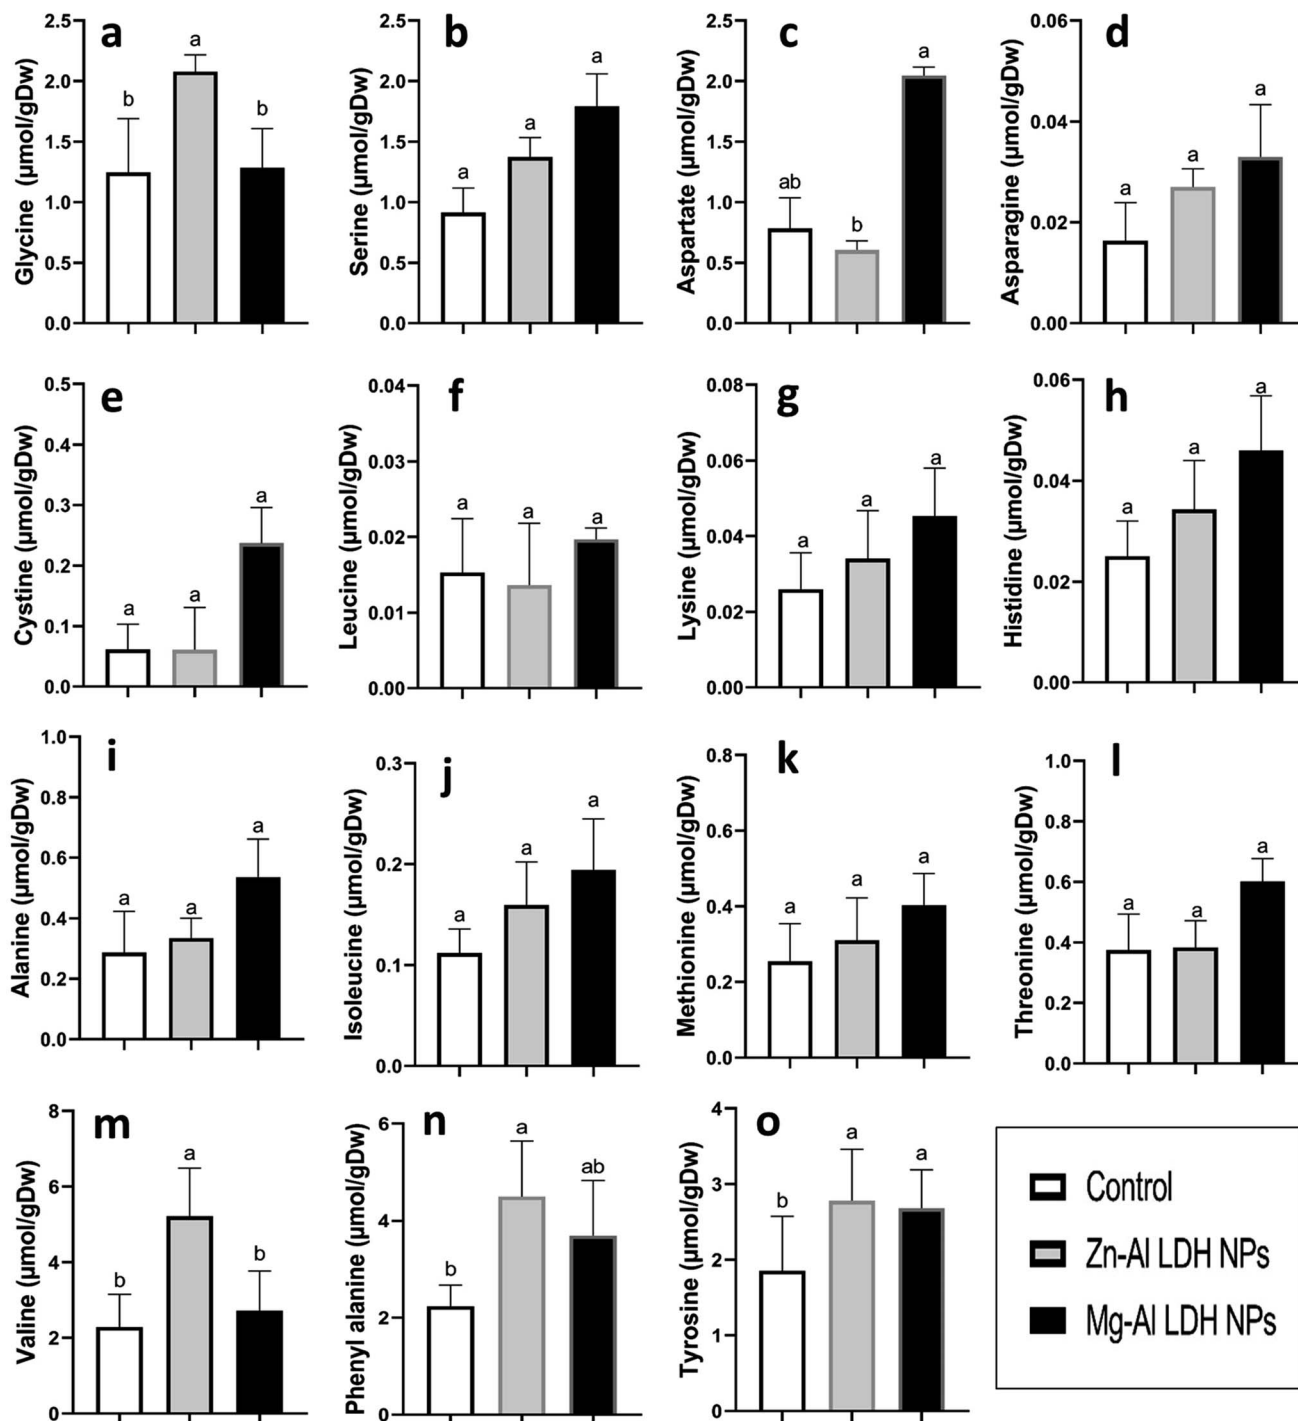 a
Glycine (µmol/gDw)
2.5
2.0
1.5
1.0
0.5
0.0
b
a
b
b
Serine (µmol/gDw)
2.5
2.0
1.5
1.0
0.5
0.0
a
a
a
c
Aspartate (µmol/gDw)
2.5
2.0
1.5
1.0
0.5
0.0
ab
b
a
d
Asparagine (µmol/gDw)
0.06
0.04
0.02
0.00
a
a
a
e
Cystine (µmol/gDw)
0.5
0.4
0.3
0.2
0.1
0.0
a
a
a
f
Leucine (µmol/gDw)
0.04
0.03
0.02
0.01
0.00
a
a
a
g
Lysine (µmol/gDw)
0.08
0.06
0.04
0.02
0.00
a
a
a
h
Histidine (µmol/gDw)
0.06
0.04
0.02
0.00
a
a
a
i
Alanine (µmol/gDw)
1.0
0.8
0.6
0.4
0.2
0.0
a
a
a
j
Isoleucine (µmol/gDw)
0.3
0.2
0.1
0.0
a
a
a
k
Methionine (µmol/gDw)
0.8
0.6
0.4
0.2
0.0
a
a
a
l
Threonine (µmol/gDw)
1.0
0.8
0.6
0.4
0.2
0.0
a
a
a
m
Valine (µmol/gDw)
8
6
4
2
0
b
a
b
n
Phenyl alanine (µmol/gDw)
6
4
2
0
b
a
ab
o
Tyrosine (µmol/gDw)
4
3
2
1
0
b
a
a
Control
Zn-Al LDH NPs
Mg-Al LDH NPs